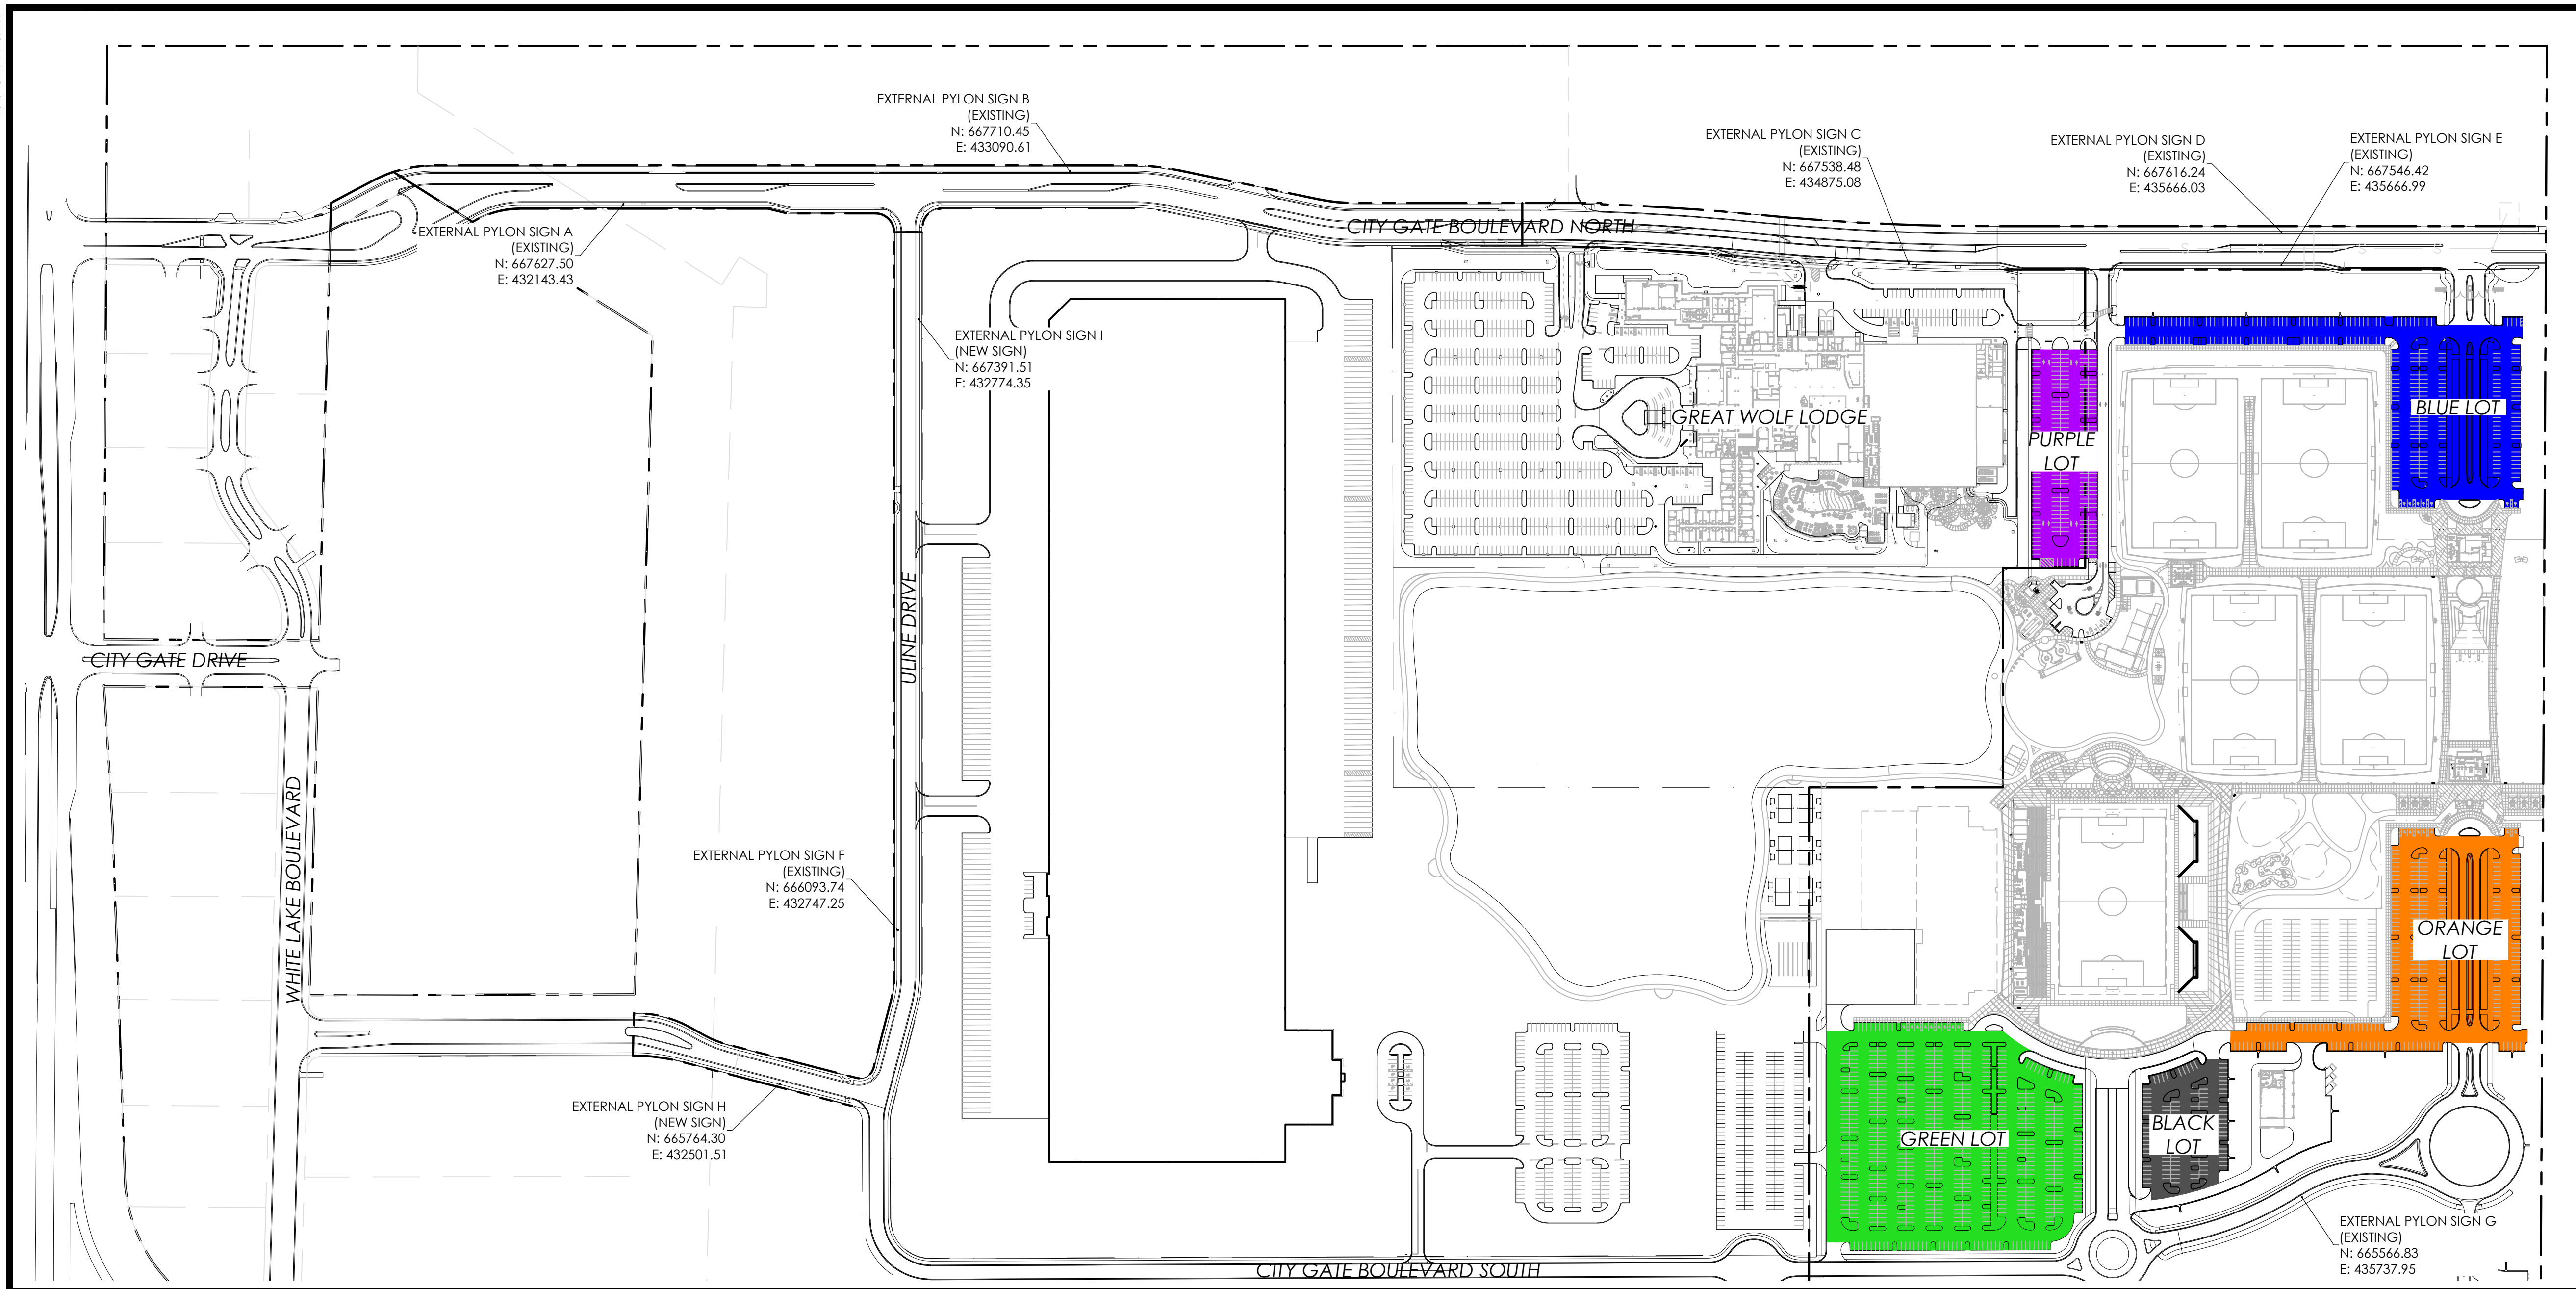 EXTERNAL PYLON SIGN B
(EXISTING)
N: 667710.45
E: 433090.61
EXTERNAL PYLON SIGN C
(EXISTING)
N: 667538.48
E: 434875.08
EXTERNAL PYLON SIGN D
(EXISTING)
N: 667616.24
E: 435666.03
EXTERNAL PYLON SIGN E
(EXISTING)
N: 667546.42
E: 435666.99
EXTERNAL PYLON SIGN A
(EXISTING)
N: 667627.50
E: 432143.43
CITY GATE BOULEVARD NORTH
EXTERNAL PYLON SIGN I
(NEW SIGN)
N: 667391.51
E: 432774.35
GREAT WOLF LODGE
PURPLE
LOT
BLUE LOT
ULINE DRIVE
CITY GATE DRIVE
WHITE LAKE BOULEVARD
EXTERNAL PYLON SIGN F
(EXISTING)
N: 666093.74
E: 432747.25
ORANGE
LOT
EXTERNAL PYLON SIGN H
(NEW SIGN)
N: 665764.30
E: 432501.51
GREEN LOT
BLACK
LOT
EXTERNAL PYLON SIGN G
(EXISTING)
N: 665566.83
E: 435737.95
CITY GATE BOULEVARD SOUTH